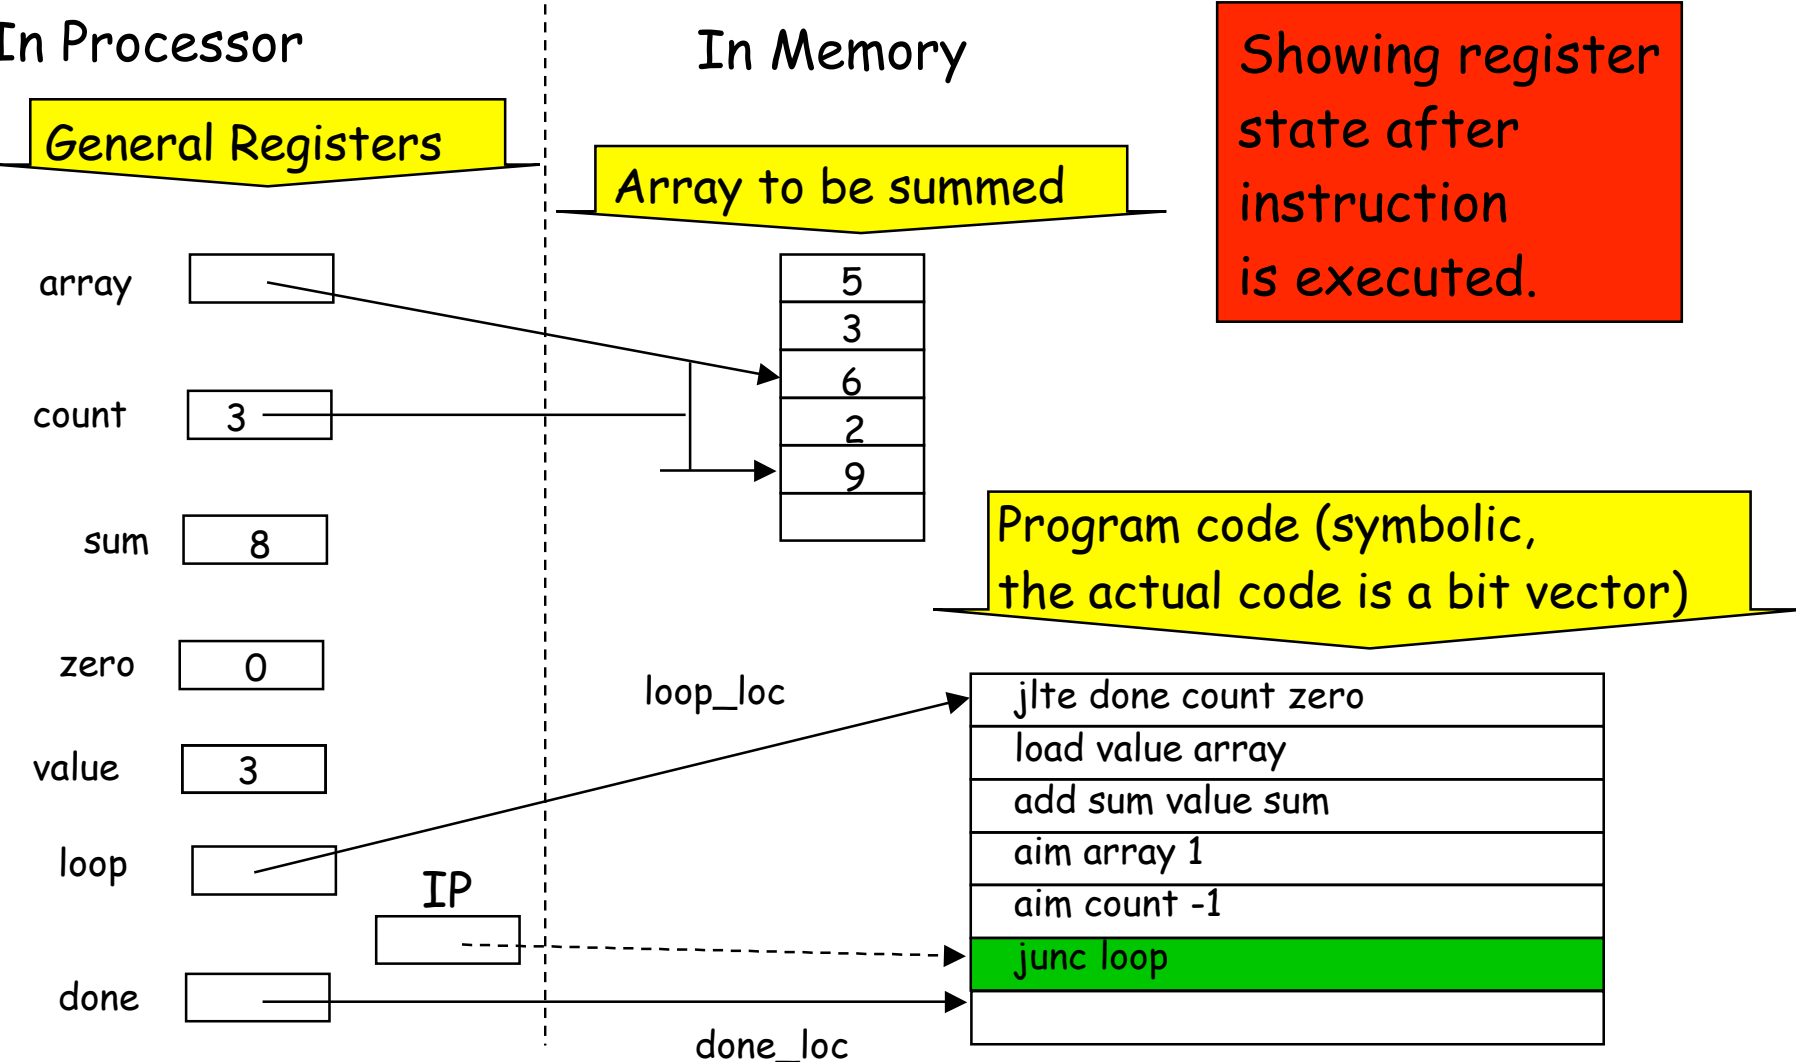 In Processor
In Memory
Showing register
state after
instruction
is executed.
General Registers
Array to be summed
array
5
3
6
2
9
count
3
sum
8
zero
0
value
3
loop
IP
done
loop_loc
done_loc
Program code (symbolic,
the actual code is a bit vector)
jlte done count zero
load value array
add sum value sum
aim array 1
aim count -1
junc loop